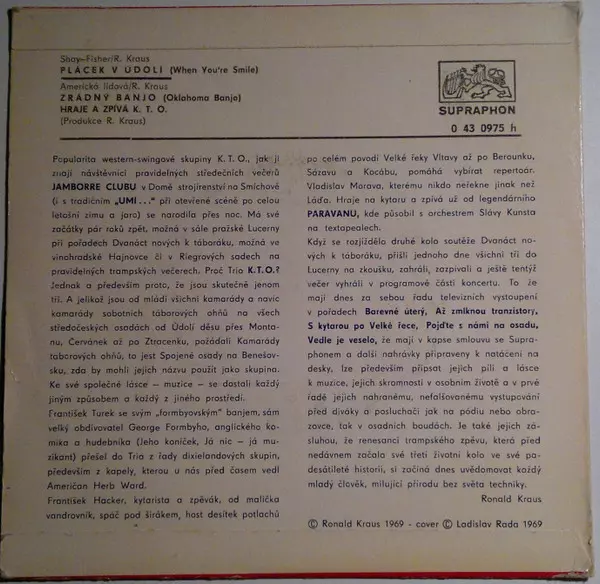 Shay-Fisher/R. Kraus
PLÁCEK V ÚDOLÍ (When You're Smile)
Americká lidová/R. Kraus
ZRÁDNÝ BANJO (Oklahoma Banjo)
HRAJE A ZPÍVÁ K. T. O.
(Produkce R. Kraus)
SUPRAPHON
0 43 0975 h
Popularita western-swingové skupiny K. T. O., jak ji
znají návštěvníci pravidelných středečních večerů
JAMBORRE CLUBU v Domě strojírenství na Smíchově
(i s tradičním „UMI . . .“ při otevřené scéně po celou
letošní zimu a jaro) se narodila přes noc. Má své
začátky pár roků zpět, možná v sále pražské Lucerny
při pořadech Dvanáct nových k táboráku, možná ve
vinohradské Hajnovce či v Riegrových sadech na
pravidelných trampských večerech. Proč Trio K.T.O.?
Jednak a především proto, že jsou skutečně jenom
tři. A jelikož jsou od mládí všichni kamarády a navíc
kamarády sobotních táborových ohňů na všech
středočeských osadách od Údolí děsu přes Monta-
nu, Červánek až po Ztracenku, požádali Kamarády
táborových ohňů, to jest Spojené osady na Benešov-
sku, zda by mohli jejich názvu použít jako skupina.
Ke své společné lásce – muzice – se dostali každý
jiným způsobem a každý z jiného prostředí.
František Turek se svým „formbyovským“ banjem, sám
velký obdivovatel George Formbyho, anglického ko-
mika a hudebníka (Jeho koníček, Já nic – já mu-
zikant) přešel do Tria z řady dixielandových skupin,
především z kapely, kterou u nás před časem vedl
Američan Herb Ward.
František Hacker, kytarista a zpěvák, od malička
vandrovník, spáč pod širákem, host desítek potlachů
po celém povodí Velké řeky Vltavy až po Berounku,
Sázavu a Kocábu, pomáhá vybírat repertoár.
Vladislav Morava, kterému nikdo neřekne jinak než
Láďa. Hraje na kytaru a zpívá už od legendárního
PARAVANU, kde působil s orchestrem Slávy Kunsta
na textapealech.
Když se rozjíždělo druhé kolo soutěže Dvanáct no-
vých k táboráku, přišli jednoho dne všichni tři do
Lucerny na zkoušku, zahráli, zazpívali a ještě tentýž
večer vyhráli v programové části koncertu. To že
mají dnes za sebou řadu televizních vystoupení
v pořadech Barevné úterý, Až zmlknou tranzistory,
S kytarou po Velké řece, Pojďte s námi na osadu,
Vedle je veselo, že mají v kapse smlouvu se Supra-
phonem a další nahrávky připraveny k natáčení na
desky, lze především připsat jejich píli a lásce
k muzice, jejich skromnosti v osobním životě a v prvé
řadě jejich nahranému, nefalšovanému vystupování
před diváky a posluchači jak na pódiu nebo obra-
zovce, tak v osadních boudách. Je také jejich zá-
sluhou, že renesanci trampského zpěvu, která před
nedávnem začala své třetí životní kolo ve své pa-
desátileté historii, si začíná dnes uvědomovat každý
mladý člověk, milující přírodu bez světa techniky.
Ronald Kraus
© Ronald Kraus 1969 - cover © Ladislav Rada 1969